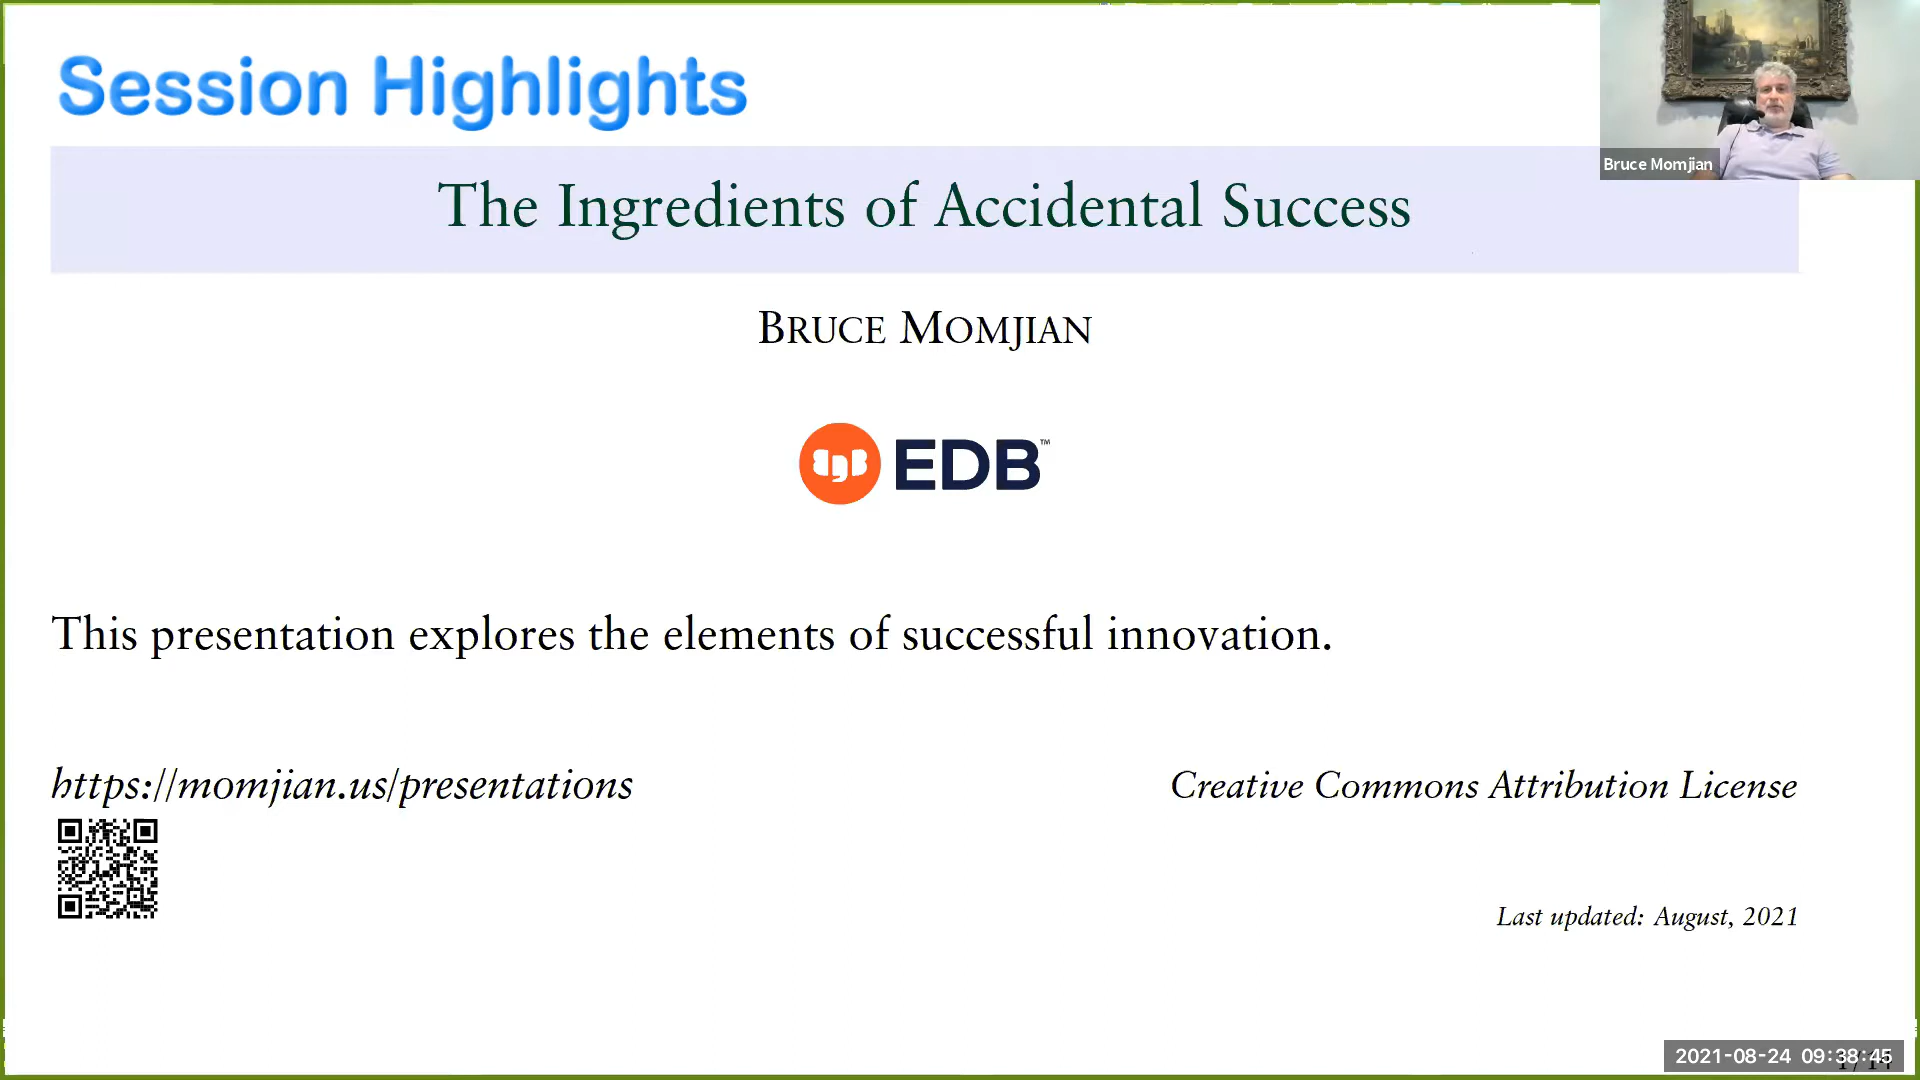 Session Highlights
Bruce Momjian
The Ingredients of Accidental Success
BRUCE MOMJIAN
EDB™
This presentation explores the elements of successful innovation.
https://momjian.us/presentations
Creative Commons Attribution License
Last updated: August, 2021
2021-08-24 09:38:45